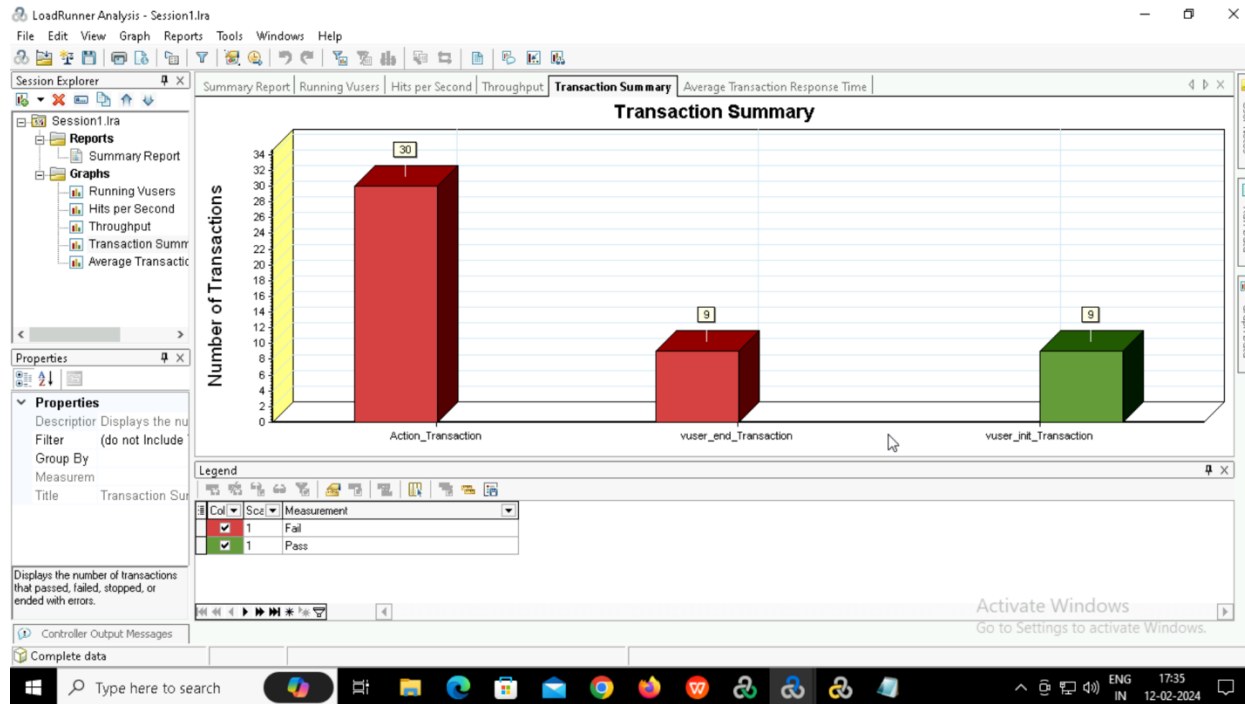 LoadRunner Analysis - Session1.lra
File Edit View Graph Reports Tools Windows Help
Session Explorer
Session1.lra
Reports
Summary Report
Graphs
Running Vusers
Hits per Second
Throughput
Transaction Summ
Average Transactic
Properties
Properties
Descriptior Displays the nu
Filter (do not Include
Group By
Measurem
Title Transaction Sur
Displays the number of transactions
that passed, failed, stopped, or
ended with errors.
Controller Output Messages
Complete data
Summary Report Running Vusers Hits per Second Throughput Transaction Summary Average Transaction Response Time
Transaction Summary
Number of Transactions
34
32
30
28
26
24
22
20
18
16
14
12
10
8
6
4
2
0
30
9
9
Action_Transaction vuser_end_Transaction vuser_init_Transaction
Legend
Col Sca Measurement
1 Fail
1 Pass
Activate Windows
Go to Settings to activate Windows.
Type here to search
ENG
IN
17:35
12-02-2024